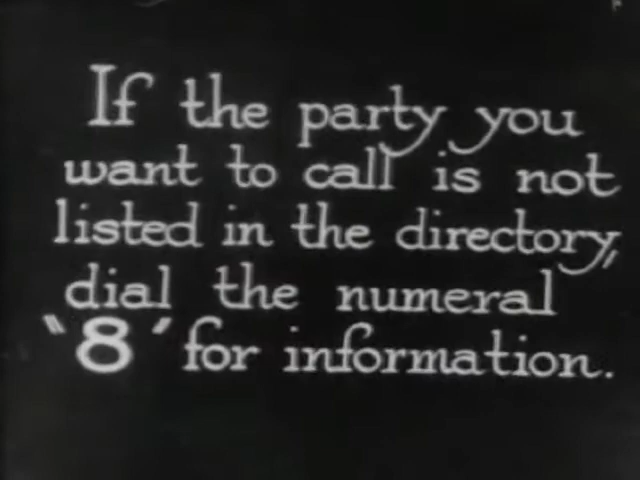 If the party you
want to call is not
listed in the directory,
dial the numeral
"8" for information.